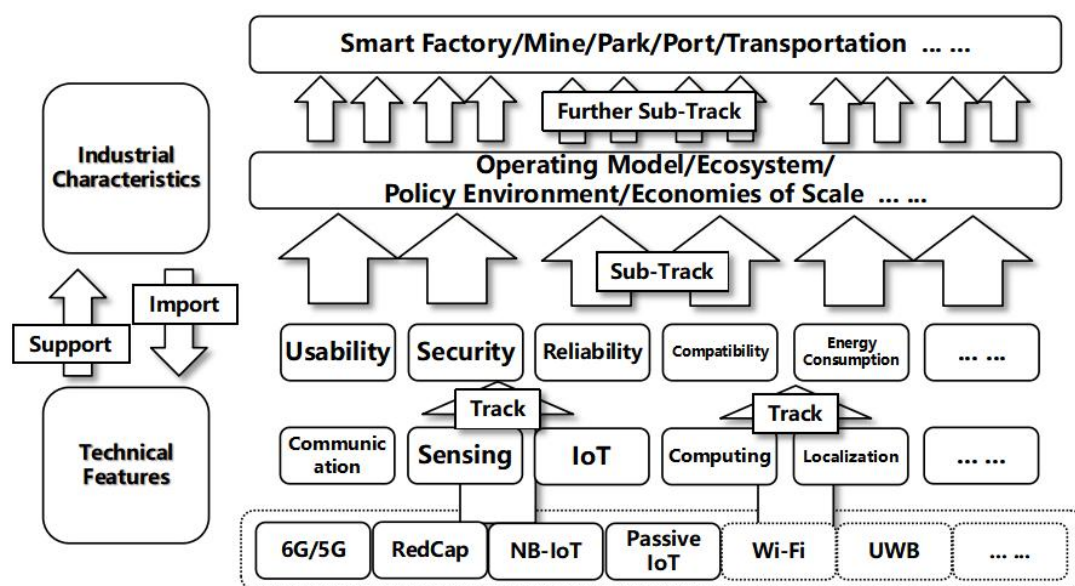 Smart Factory/Mine/Park/Port/Transportation ... ...
Further Sub-Track
Industrial
Characteristics
Operating Model/Ecosystem/
Policy Environment/Economies of Scale ... ...
Sub-Track
Import
Support
Usability
Security
Reliability
Compatibility
Energy
Consumption
... ...
Track
Track
Technical
Features
Communic
ation
Sensing
IoT
Computing
Localization
... ...
6G/5G
RedCap
NB-IoT
Passive
IoT
Wi-Fi
UWB
... ...